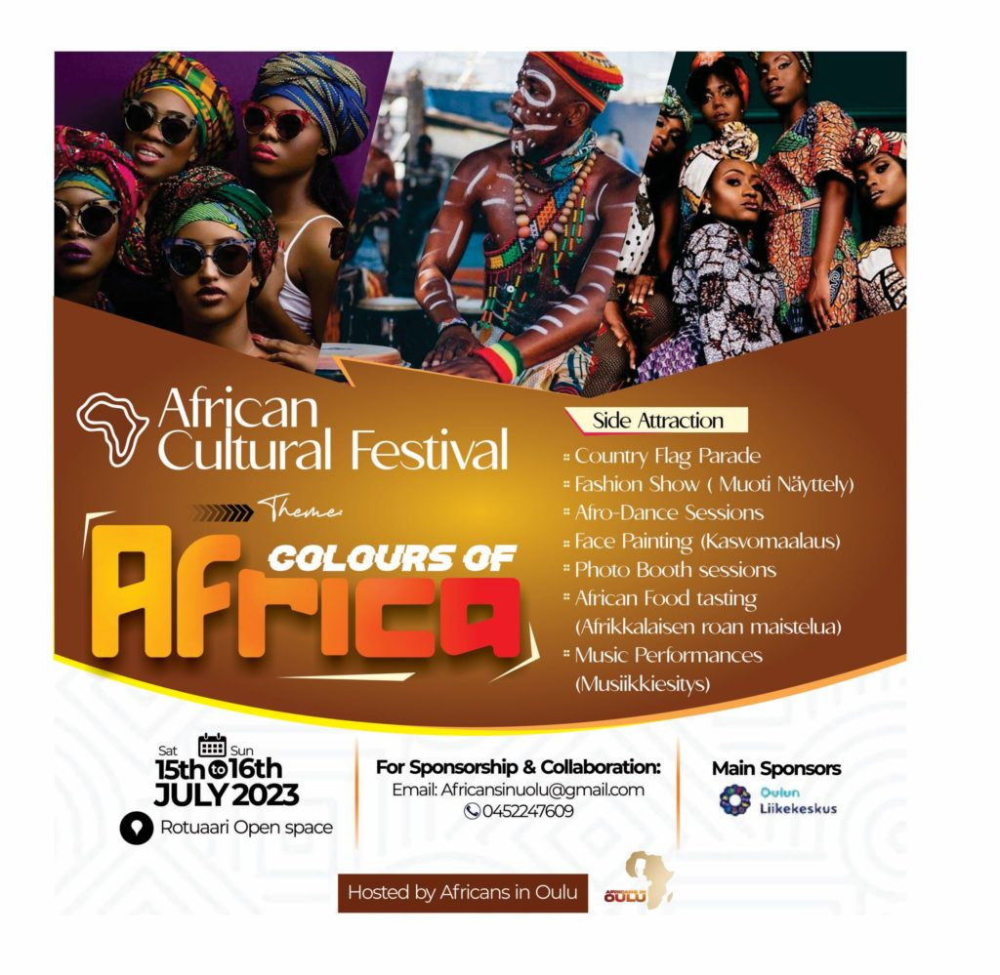 African
Cultural Festival
Theme:
COLOURS OF
Africa
Side Attraction
Country Flag Parade
Fashion Show ( Muoti Näyttely)
Afro-Dance Sessions
Face Painting (Kasvomaalaus)
Photo Booth sessions
African Food tasting
(Afrikkalaisen roan maistelua)
Music Performances
(Musiikkiesitys)
Sat Sun
15th to 16th
JULY 2023
Rotuaari Open space
For Sponsorship & Collaboration:
Email: Africansinuolu@gmail.com
0452247609
Main Sponsors
Oulun
Liikekeskus
Hosted by Africans in Oulu
AFRICANS IN
OULU